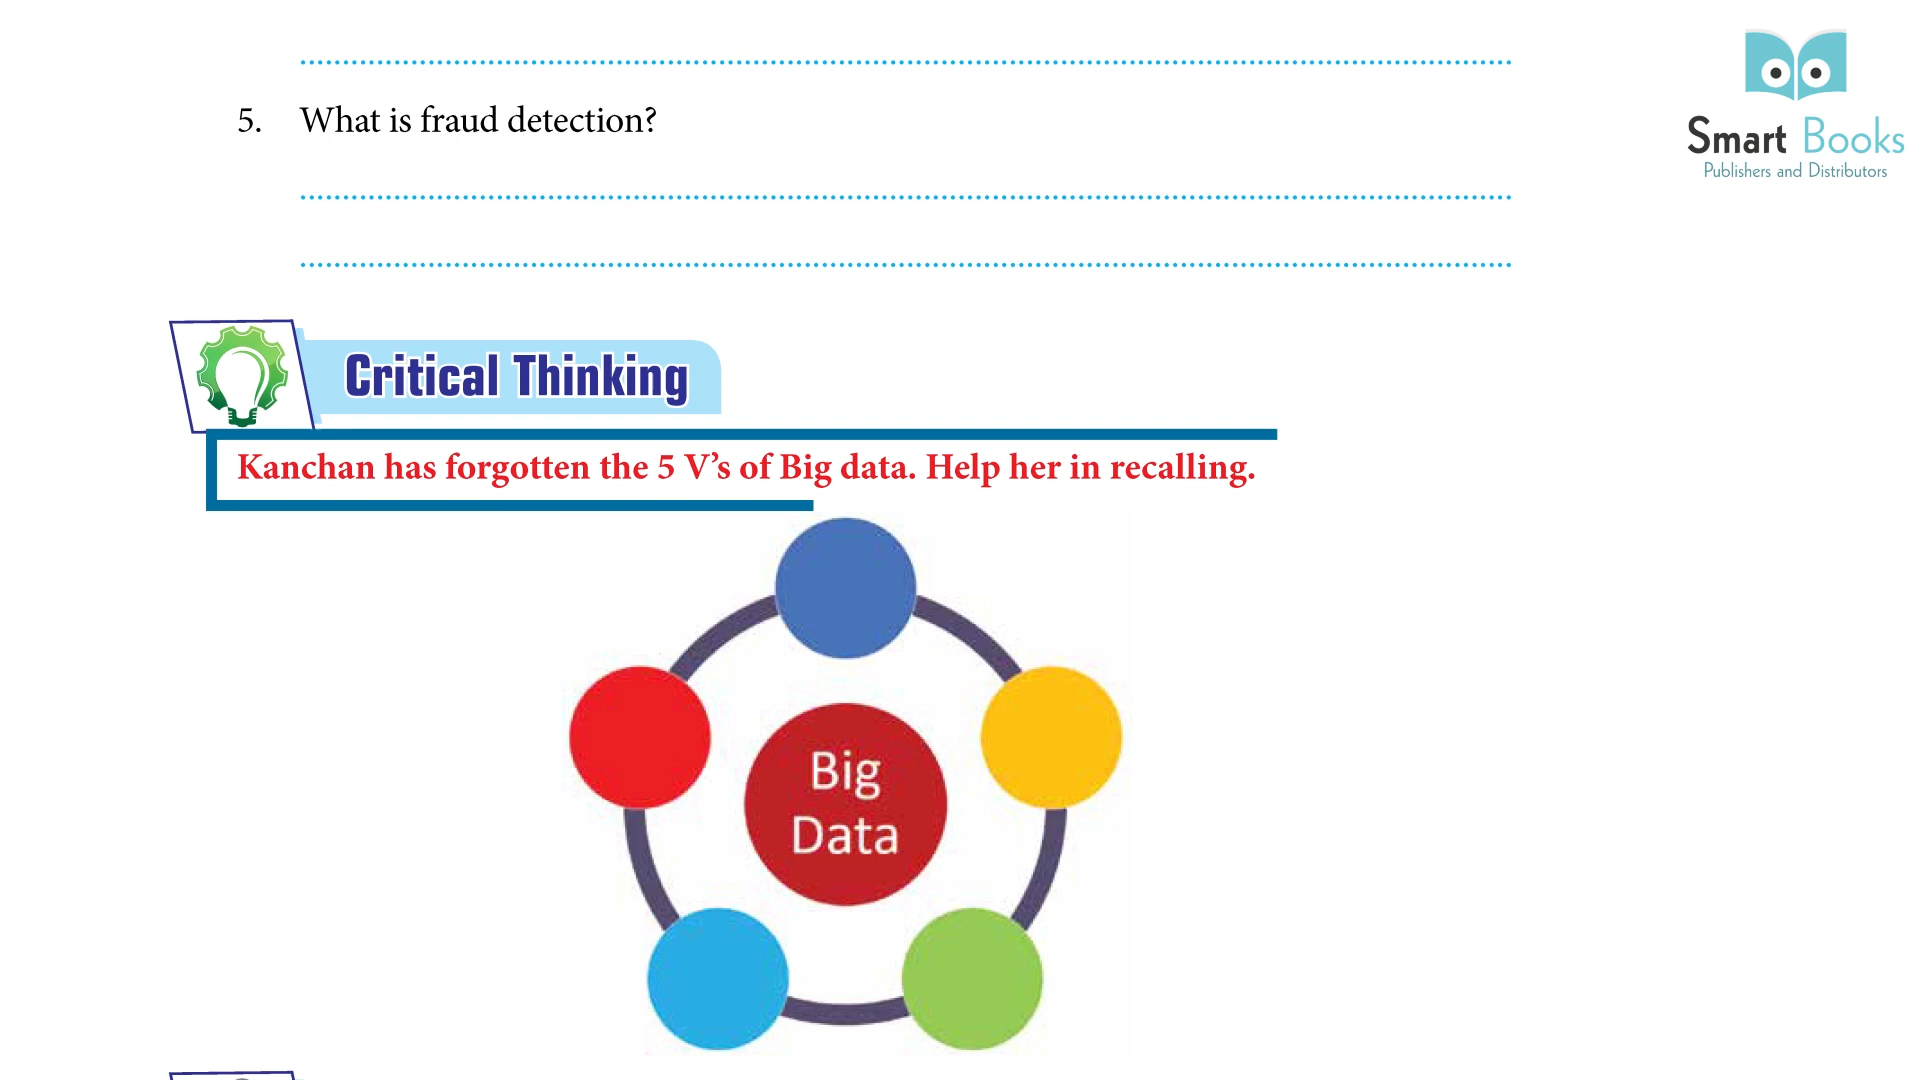 5. What is fraud detection?
Smart Books
Publishers and Distributors
Critical Thinking
Kanchan has forgotten the 5 V’s of Big data. Help her in recalling.
Big
Data